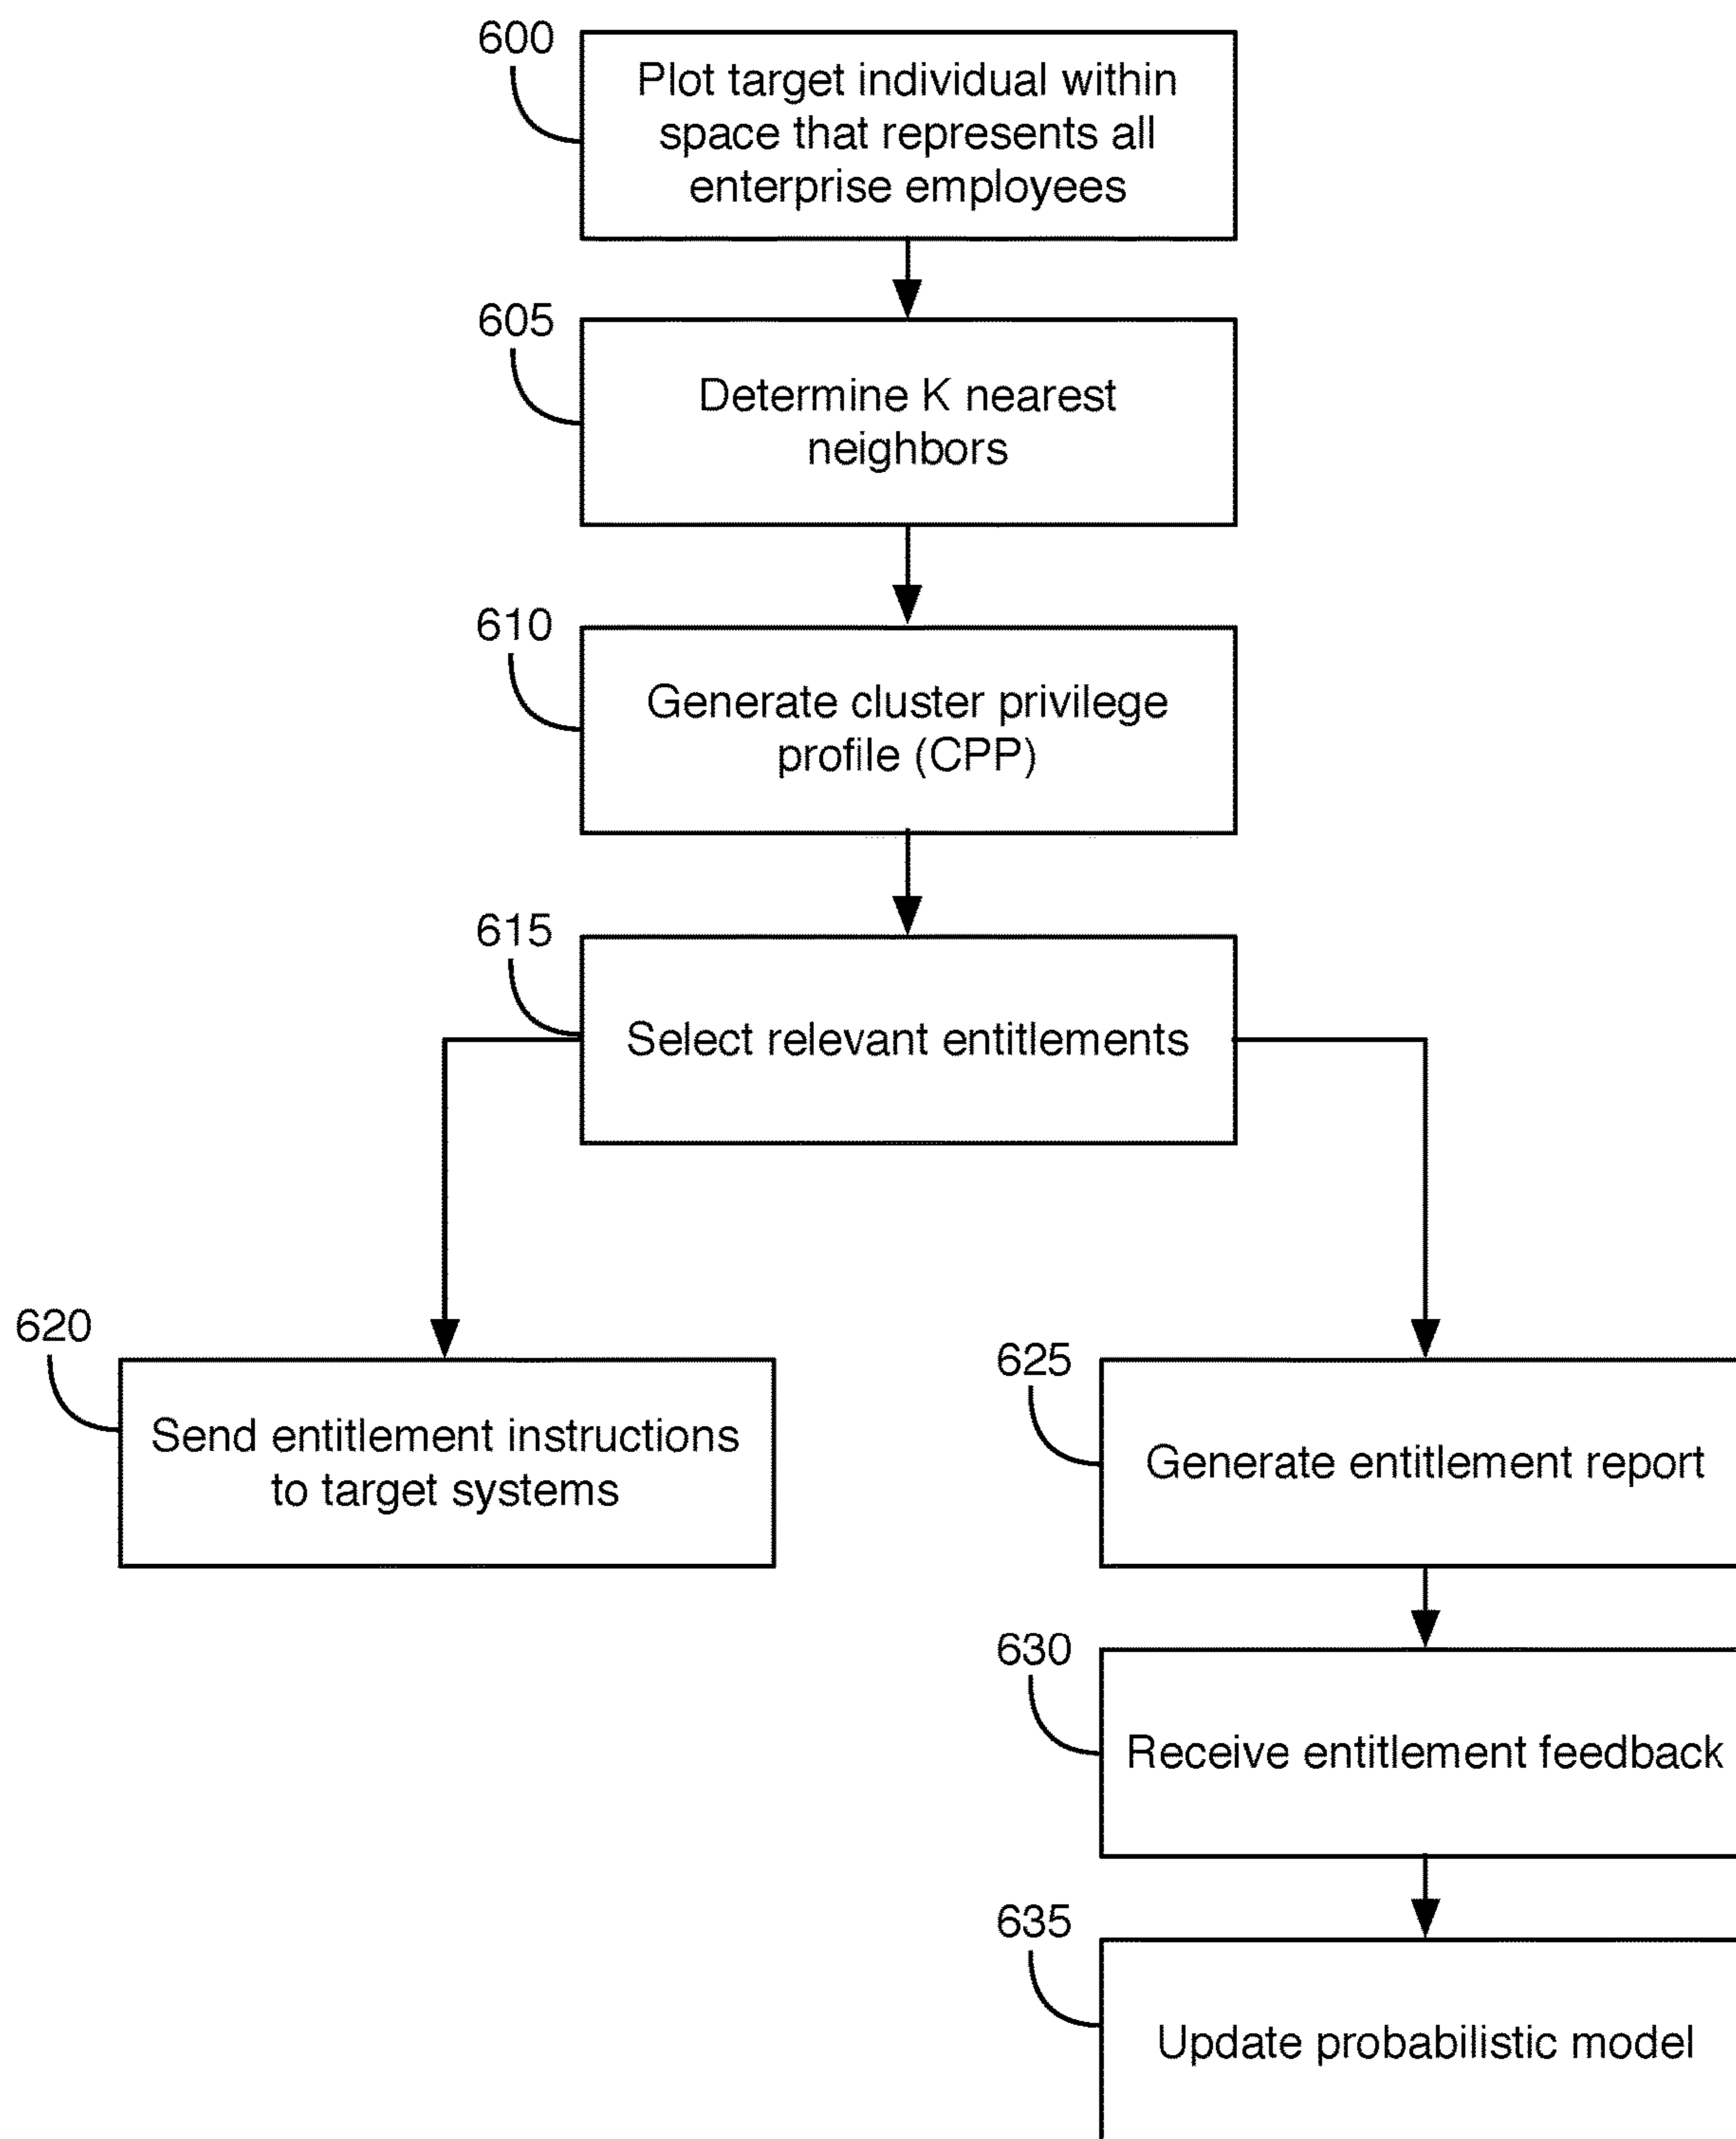 600
Plot target individual within
space that represents all
enterprise employees
605
Determine K nearest
neighbors
610
Generate cluster privilege
profile (CPP)
615
Select relevant entitlements
620
Send entitlement instructions
to target systems
625
Generate entitlement report
630
Receive entitlement feedback
635
Update probabilistic model